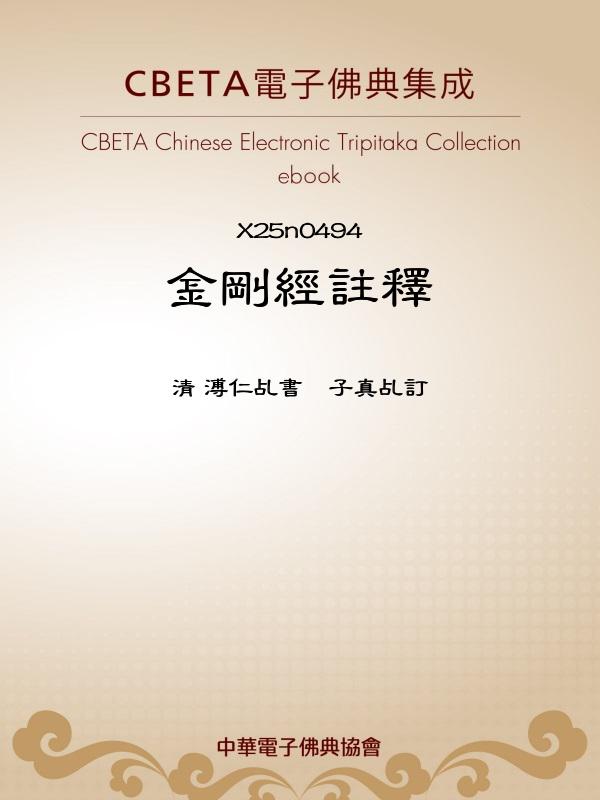 CBETA電子佛典集成
CBETA Chinese Electronic Tripitaka Collection
ebook
X25n0494
金剛經註釋
清 溥仁乩書 子真乩訂
中華電子佛典協會